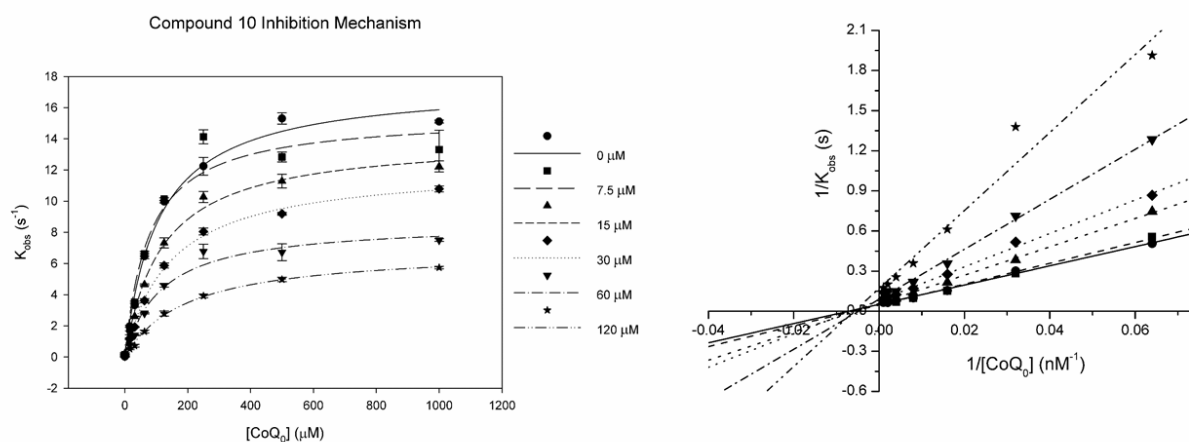 Compound 10 Inhibition Mechanism
18
16
14
12
10
8
6
4
2
0
-2
K_obs (s⁻¹)
0 200 400 600 800 1000
[CoQ₀] (μM)
0 μM
7.5 μM
15 μM
30 μM
60 μM
120 μM
2.1
1.8
1.5
1.2
0.9
0.6
0.3
0.0
-0.3
-0.6
1/K_obs (s)
-0.04 -0.02 0.00 0.02 0.04 0.06
1/[CoQ₀] (nM⁻¹)